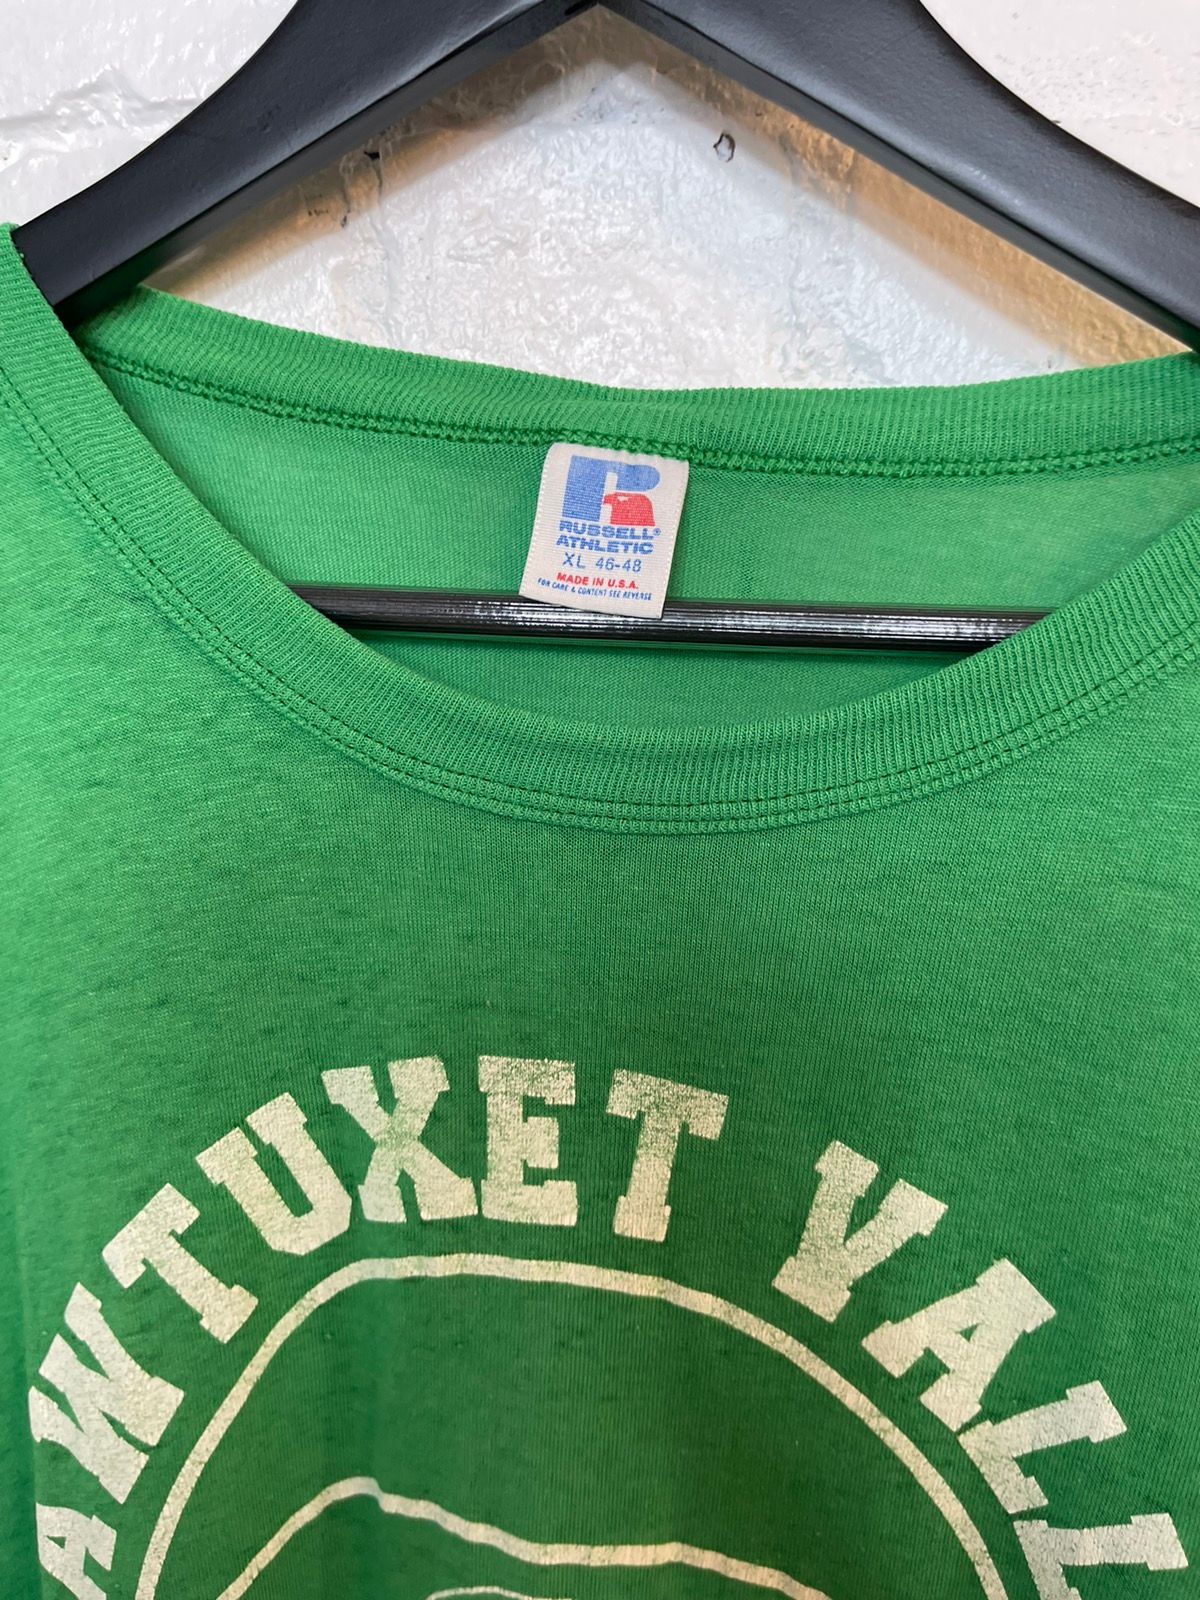 RUSSELL®
ATHLETIC
XL 46-48
MADE IN U.S.A.
FOR CARE & CONTENT SEE REVERSE
AWTUXET VALL